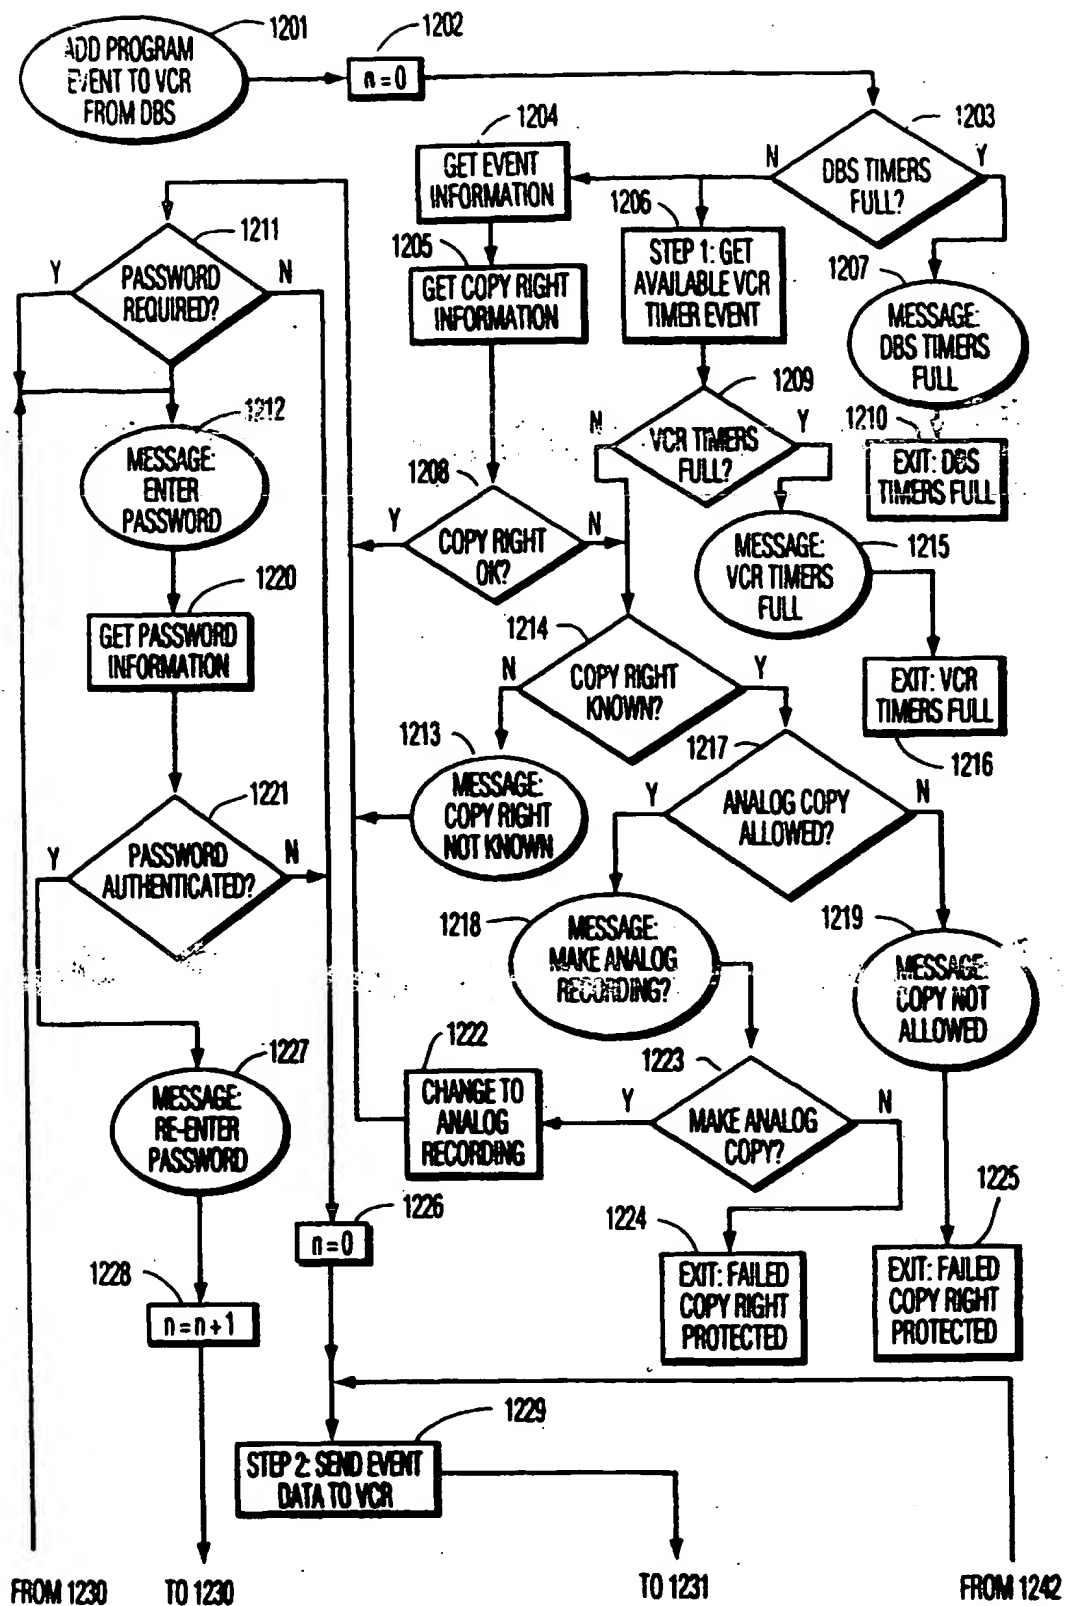 1201
ADD PROGRAM
EVENT TO VCR
FROM DBS
1202
n=0
1203
DBS TIMERS
FULL?
N
Y
1204
GET EVENT
INFORMATION
1205
GET COPY RIGHT
INFORMATION
1206
STEP 1: GET
AVAILABLE VCR
TIMER EVENT
1207
MESSAGE:
DBS TIMERS
FULL
1211
PASSWORD
REQUIRED?
Y
N
1209
VCR TIMERS
FULL?
N
Y
1210
EXIT: DBS
TIMERS FULL
1212
MESSAGE:
ENTER
PASSWORD
1208
COPY RIGHT
OK?
Y
N
1215
MESSAGE:
VCR TIMERS
FULL
1220
GET PASSWORD
INFORMATION
1214
COPY RIGHT
KNOWN?
N
Y
EXIT: VCR
TIMERS FULL
1216
1213
MESSAGE:
COPY RIGHT
NOT KNOWN
1217
ANALOG COPY
ALLOWED?
Y
N
1221
PASSWORD
AUTHENTICATED?
Y
N
1218
MESSAGE:
MAKE ANALOG
RECORDING?
1219
MESSAGE:
COPY NOT
ALLOWED
1227
MESSAGE:
RE-ENTER
PASSWORD
1222
CHANGE TO
ANALOG
RECORDING
1223
MAKE ANALOG
COPY?
Y
N
1226
n=0
1224
EXIT: FAILED
COPY RIGHT
PROTECTED
1225
EXIT: FAILED
COPY RIGHT
PROTECTED
1228
n=n+1
1229
STEP 2: SEND EVENT
DATA TO VCR
FROM 1230
TO 1230
TO 1231
FROM 1242